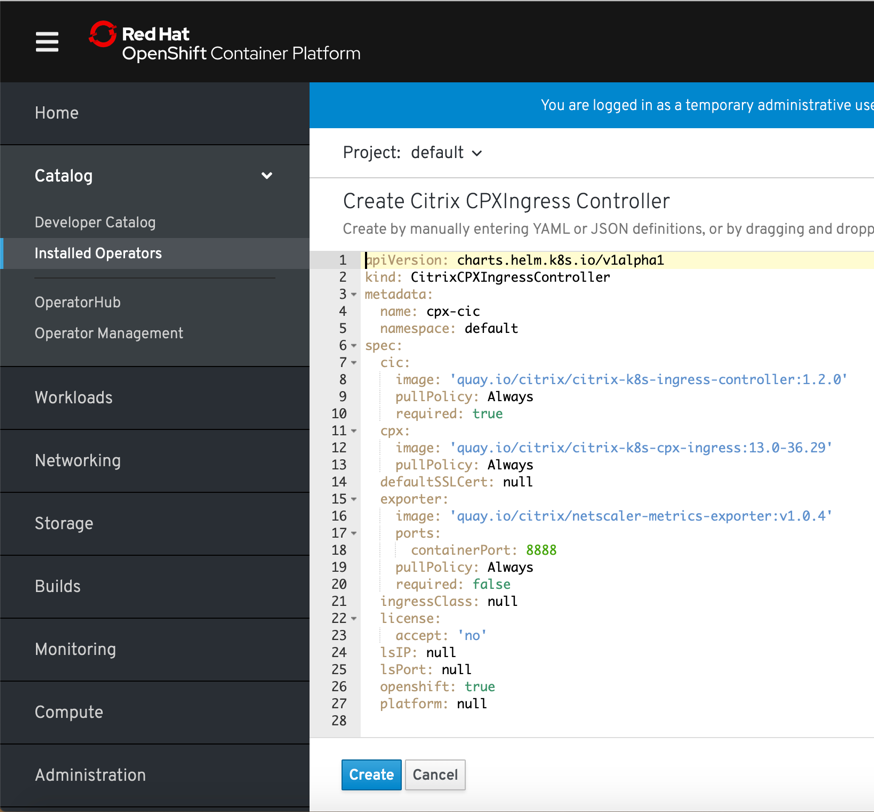 Red Hat
OpenShift Container Platform
Home
Catalog
Developer Catalog
Installed Operators
OperatorHub
Operator Management
Workloads
Networking
Storage
Builds
Monitoring
Compute
Administration
You are logged in as a temporary administrative use
Project: default
Create Citrix CPXIngress Controller
Create by manually entering YAML or JSON definitions, or by dragging and dropp
1 apiVersion: charts.helm.k8s.io/v1alpha1
2 kind: CitrixCPXIngressController
3 metadata:
4 name: cpx-cic
5 namespace: default
6 spec:
7 cic:
8 image: 'quay.io/citrix/citrix-k8s-ingress-controller:1.2.0'
9 pullPolicy: Always
10 required: true
11 cpx:
12 image: 'quay.io/citrix/citrix-k8s-cpx-ingress:13.0-36.29'
13 pullPolicy: Always
14 defaultSSLCert: null
15 exporter:
16 image: 'quay.io/citrix/netscaler-metrics-exporter:v1.0.4'
17 ports:
18 containerPort: 8888
19 pullPolicy: Always
20 required: false
21 ingressClass: null
22 license:
23 accept: 'no'
24 lsIP: null
25 lsPort: null
26 openshift: true
27 platform: null
28
Create Cancel